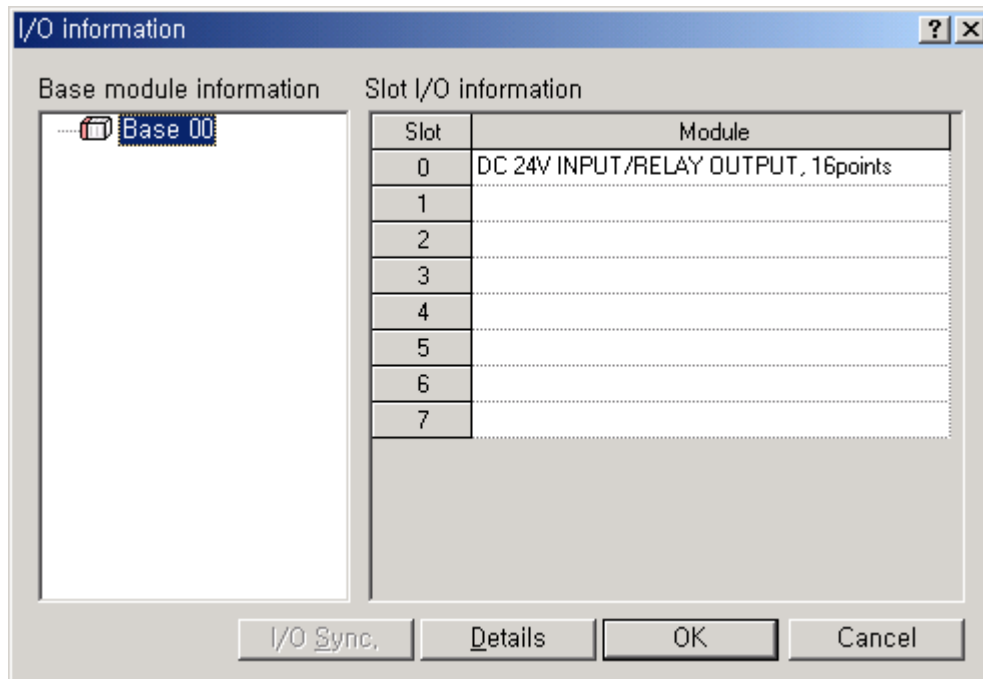 I/O information
Base module information
Base 00
Slot I/O information
Slot Module
0 DC 24V INPUT/RELAY OUTPUT, 16points
1
2
3
4
5
6
7
I/O Sync,
Details
OK
Cancel